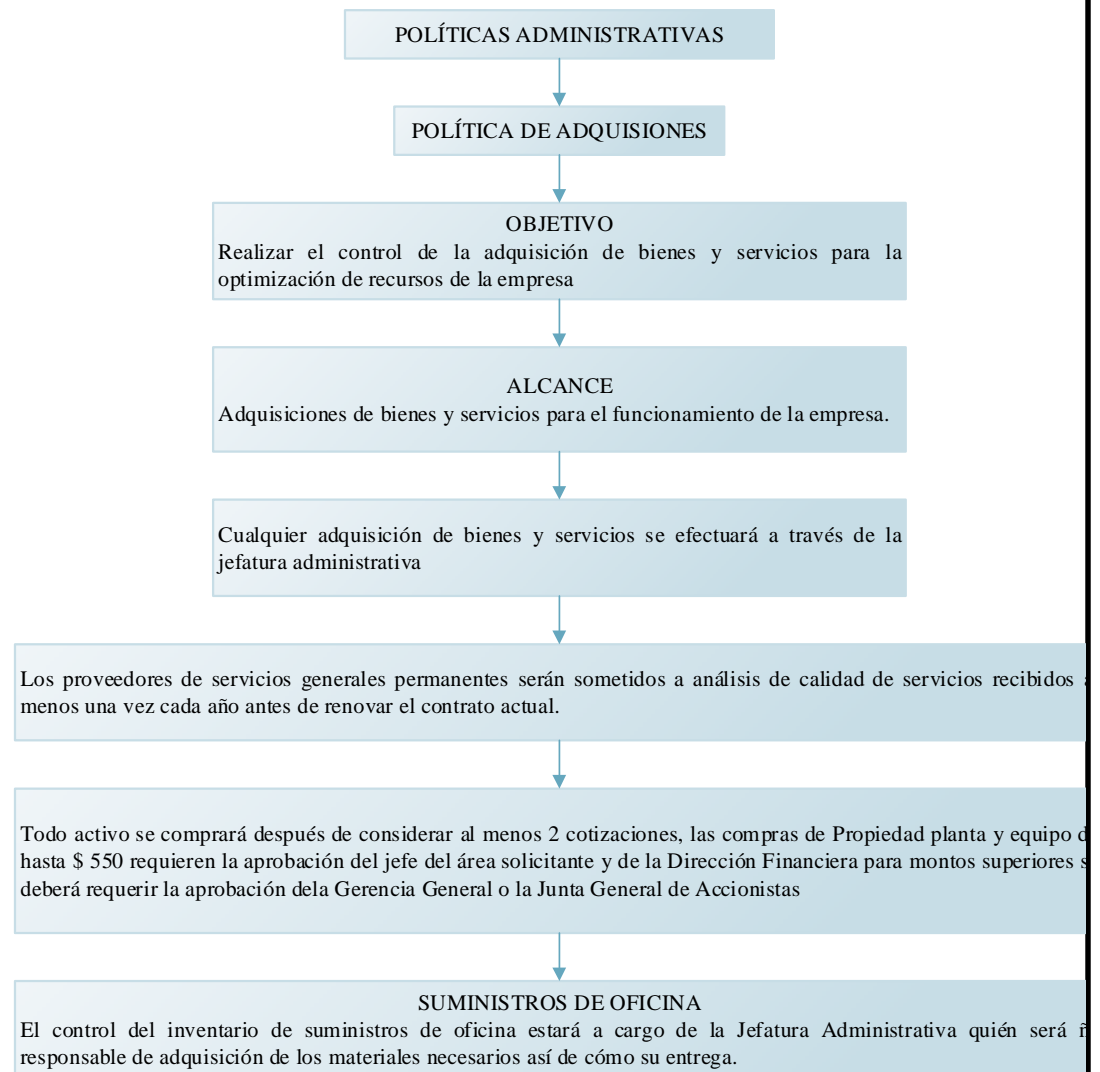 POLÍTICAS ADMINISTRATIVAS
POLÍTICA DE ADQUISIONES
OBJETIVO
Realizar el control de la adquisición de bienes y servicios para la
optimización de recursos de la empresa
ALCANCE
Adquisiciones de bienes y servicios para el funcionamiento de la empresa.
Cualquier adquisición de bienes y servicios se efectuará a través de la
jefatura administrativa
Los proveedores de servicios generales permanentes serán sometidos a análisis de calidad de servicios recibidos
menos una vez cada año antes de renovar el contrato actual.
Todo activo se comprará después de considerar al menos 2 cotizaciones, las compras de Propiedad planta y equipo
hasta $ 550 requieren la aprobación del jefe del área solicitante y de la Dirección Financiera para montos superiores
deberá requerir la aprobación dela Gerencia General o la Junta General de Accionistas
SUMINISTROS DE OFICINA
El control del inventario de suministros de oficina estará a cargo de la Jefatura Administrativa quién será
responsable de adquisición de los materiales necesarios así de cómo su entrega.